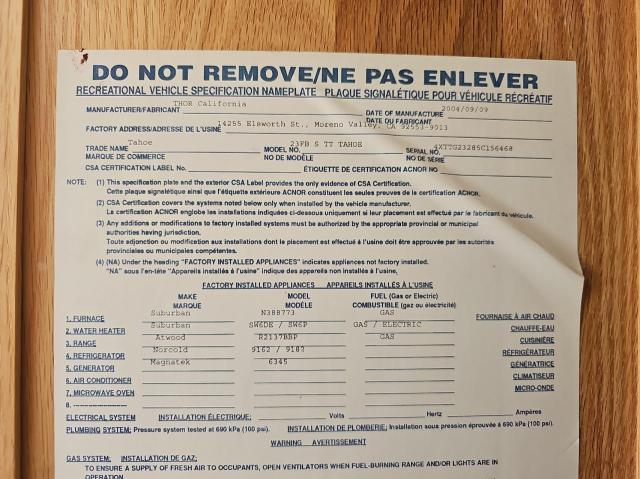 DO NOT REMOVE/NE PAS ENLEVER
RECREATIONAL VEHICLE SPECIFICATION NAMEPLATE PLAQUE SIGNALÉTIQUE POUR VÉHICULE RÉCRÉATIF
MANUFACTURER/FABRICANT THOR California DATE OF MANUFACTURE 2004/09/09
DATE DU FABRICANT
FACTORY ADDRESS/ADRESSE DE L'USINE 14255 Elsworth St., Moreno Valley, CA 92553-9013
TRADE NAME Tahoe MODEL NO. 23FB S TT TAHOE SERIAL NO. 4XTTG23285C156468
MARQUE DE COMMERCE NO DE MODÉLE NO DE SÉRIE
CSA CERTIFICATION LABEL No. ÉTIQUETTE DE CERTIFICATION ACNOR No
NOTE: (1) This specification plate and the exterior CSA Label provides the only evidence of CSA Certification.
Cette plaque signalétique ainsi que l'étiquette extérieure ACNOR constituent les seules preuves de la certification ACNOR.
(2) CSA Certification covers the systems noted below only when installed by the vehicle manufacturer.
La certification ACNOR englobe les installations indiquées ci-dessous uniquement si leur placement est effectué par le fabricant du véhicule.
(3) Any additions or modifications to factory installed systems must be authorized by the appropriate provincial or municipal
authorities having jurisdiction.
Toute adjonction ou modification aux installations dont le placement est effectué à l'usine doit être approuvée par les autorités
provinciales ou municipales compétentes.
(4) (NA) Under the heading "FACTORY INSTALLED APPLIANCES" indicates appliances not factory installed.
"NA" sous l'en-tête "Appareils installés à l'usine" indique des appareils non installés à l'usine,
FACTORY INSTALLED APPLIANCES APPAREILS INSTALLÉS À L'USINE
MAKE MODEL FUEL (Gas or Electric)
MARQUE MODÉLE COMBUSTIBLE (gaz ou électricité)
1. FURNACE Suburban N388773 GAS FOURNAISE À AIR CHAUD
2. WATER HEATER Suburban SW6DE / SW6P GAS / ELECTRIC CHAUFFE-EAU
3. RANGE Atwood R2137BBP GAS CUISINIÈRE
4. REFRIGERATOR Norcold 9162 / 9182 RÉFRIGÉRATEUR
5. GENERATOR Magnatek 6345 GÉNÉRATRICE
6. AIR CONDITIONER CLIMATISEUR
7. MICROWAVE OVEN MICRO-ONDE
8.
ELECTRICAL SYSTEM INSTALLATION ÉLECTRIQUE: Volts Hertz Ampères
PLUMBING SYSTEM: Pressure system tested at 690 kPa (100 psi). INSTALLATION DE PLOMBERIE: Installation sous pression éprouvée à 690 kPa (100 psi).
WARNING AVERTISSEMENT
GAS SYSTEM: INSTALLATION DE GAZ:
TO ENSURE A SUPPLY OF FRESH AIR TO OCCUPANTS, OPEN VENTILATORS WHEN FUEL-BURNING RANGE AND/OR LIGHTS ARE IN
OPERATION.